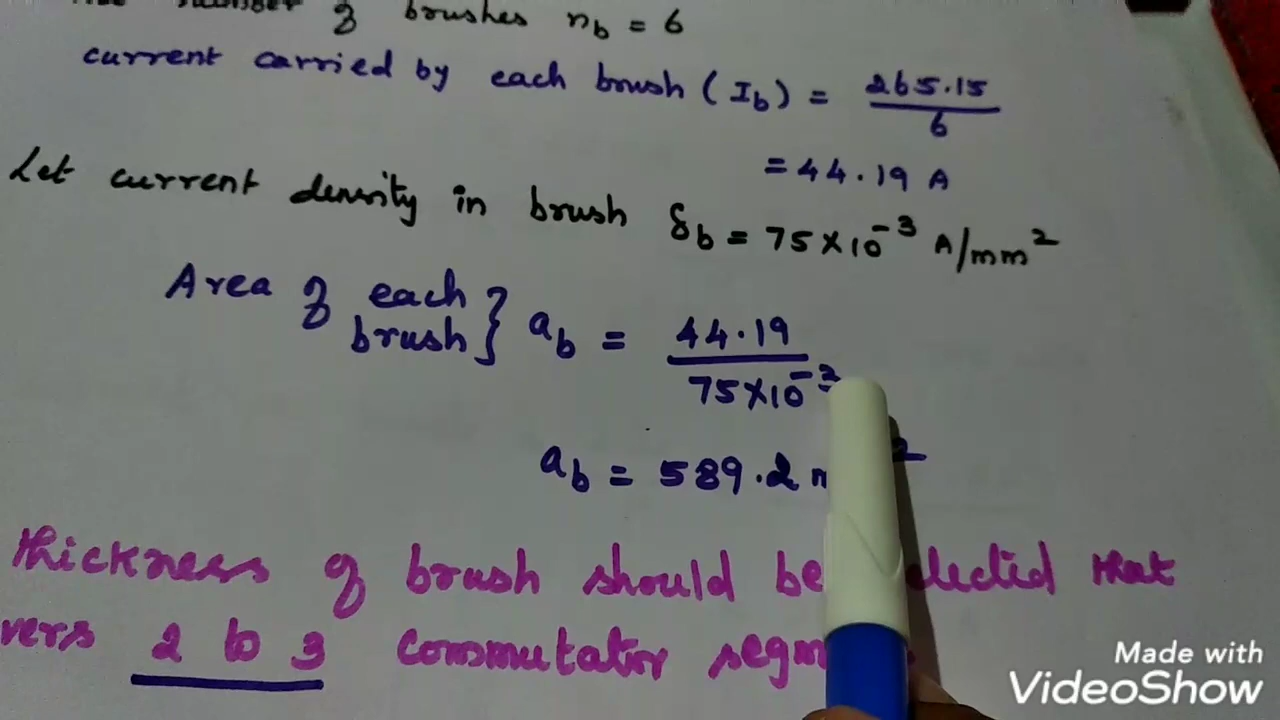 of brushes n_b = 6
current carried by each brush (I_b) = 265.15 / 6
= 44.19 A
Let current density in brush δ_b = 75×10⁻³ A/mm²
Area of each brush } a_b = 44.19 / 75×10⁻³
a_b = 589.2
thickness of brush should be that
2 to 3 commutator
Made with
VideoShow